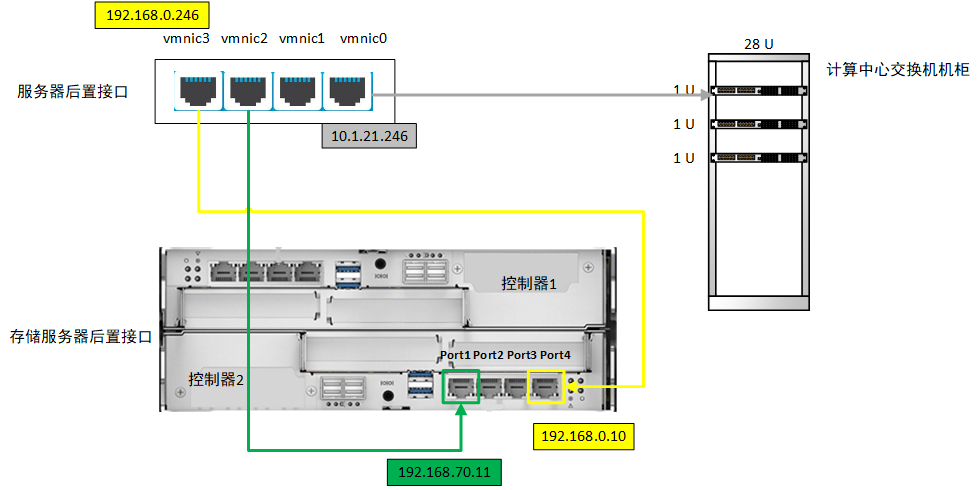 192.168.0.246
vmnic3 vmnic2 vmnic1 vmnic0
服务器后置接口
10.1.21.246
28 U
计算中心交换机机柜
1 U
1 U
1 U
控制器1
存储服务器后置接口
Port1 Port2 Port3 Port4
控制器2
192.168.0.10
192.168.70.11